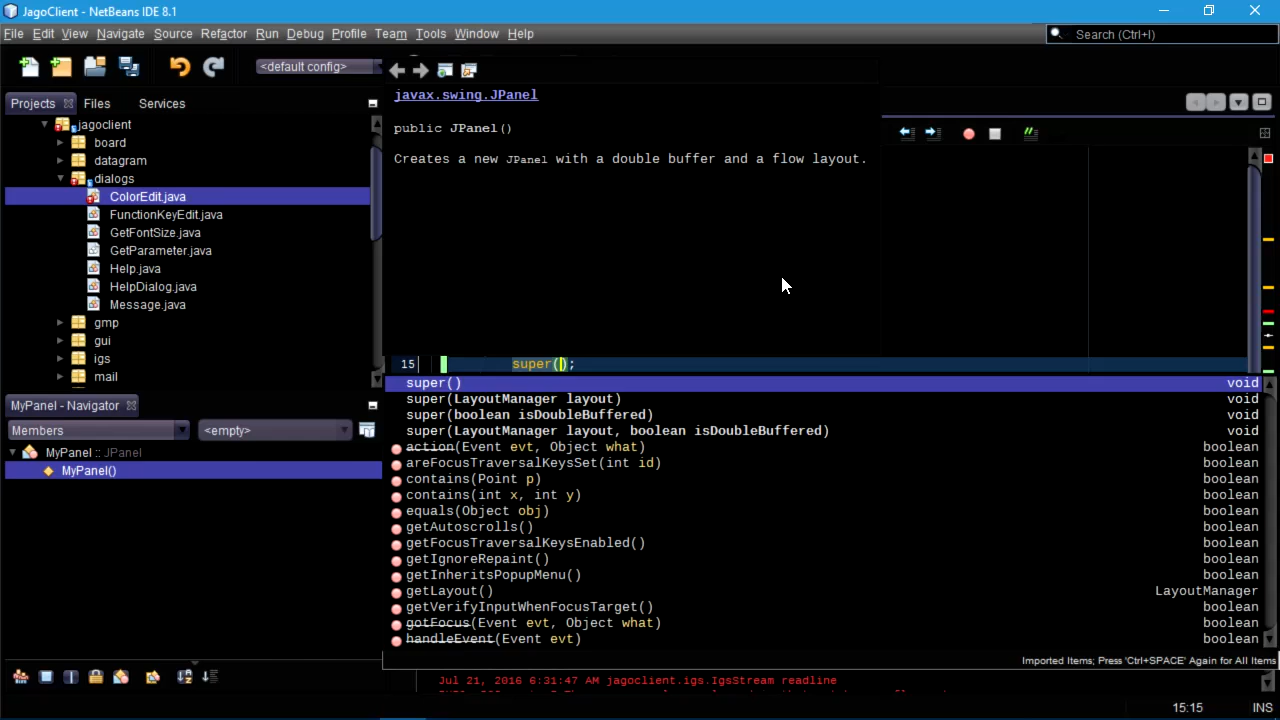 JagoClient - NetBeans IDE 8.1
File Edit View Navigate Source Refactor Run Debug Profile Team Tools Window Help
Search (Ctrl+I)
<default config>
Projects Files Services
jagoclient
board
datagram
dialogs
ColorEdit.java
FunctionKeyEdit.java
GetFontSize.java
GetParameter.java
Help.java
HelpDialog.java
Message.java
gmp
gui
igs
mail
MyPanel - Navigator
Members <empty>
MyPanel :: JPanel
MyPanel()
javax.swing.JPanel
public JPanel()
Creates a new JPanel with a double buffer and a flow layout.
15 super();
super() void
super(LayoutManager layout) void
super(boolean isDoubleBuffered) void
super(LayoutManager layout, boolean isDoubleBuffered) void
action(Event evt, Object what) boolean
areFocusTraversalKeysSet(int id) boolean
contains(Point p) boolean
contains(int x, int y) boolean
equals(Object obj) boolean
getAutoscrolls() boolean
getFocusTraversalKeysEnabled() boolean
getIgnoreRepaint() boolean
getInheritsPopupMenu() boolean
getLayout() LayoutManager
getVerifyInputWhenFocusTarget() boolean
gotFocus(Event evt, Object what) boolean
handleEvent(Event evt) boolean
Imported Items; Press 'Ctrl+SPACE' Again for All Items
Jul 21, 2016 6:31:47 AM jagoclient.igs.IgsStream readline
15:15 INS